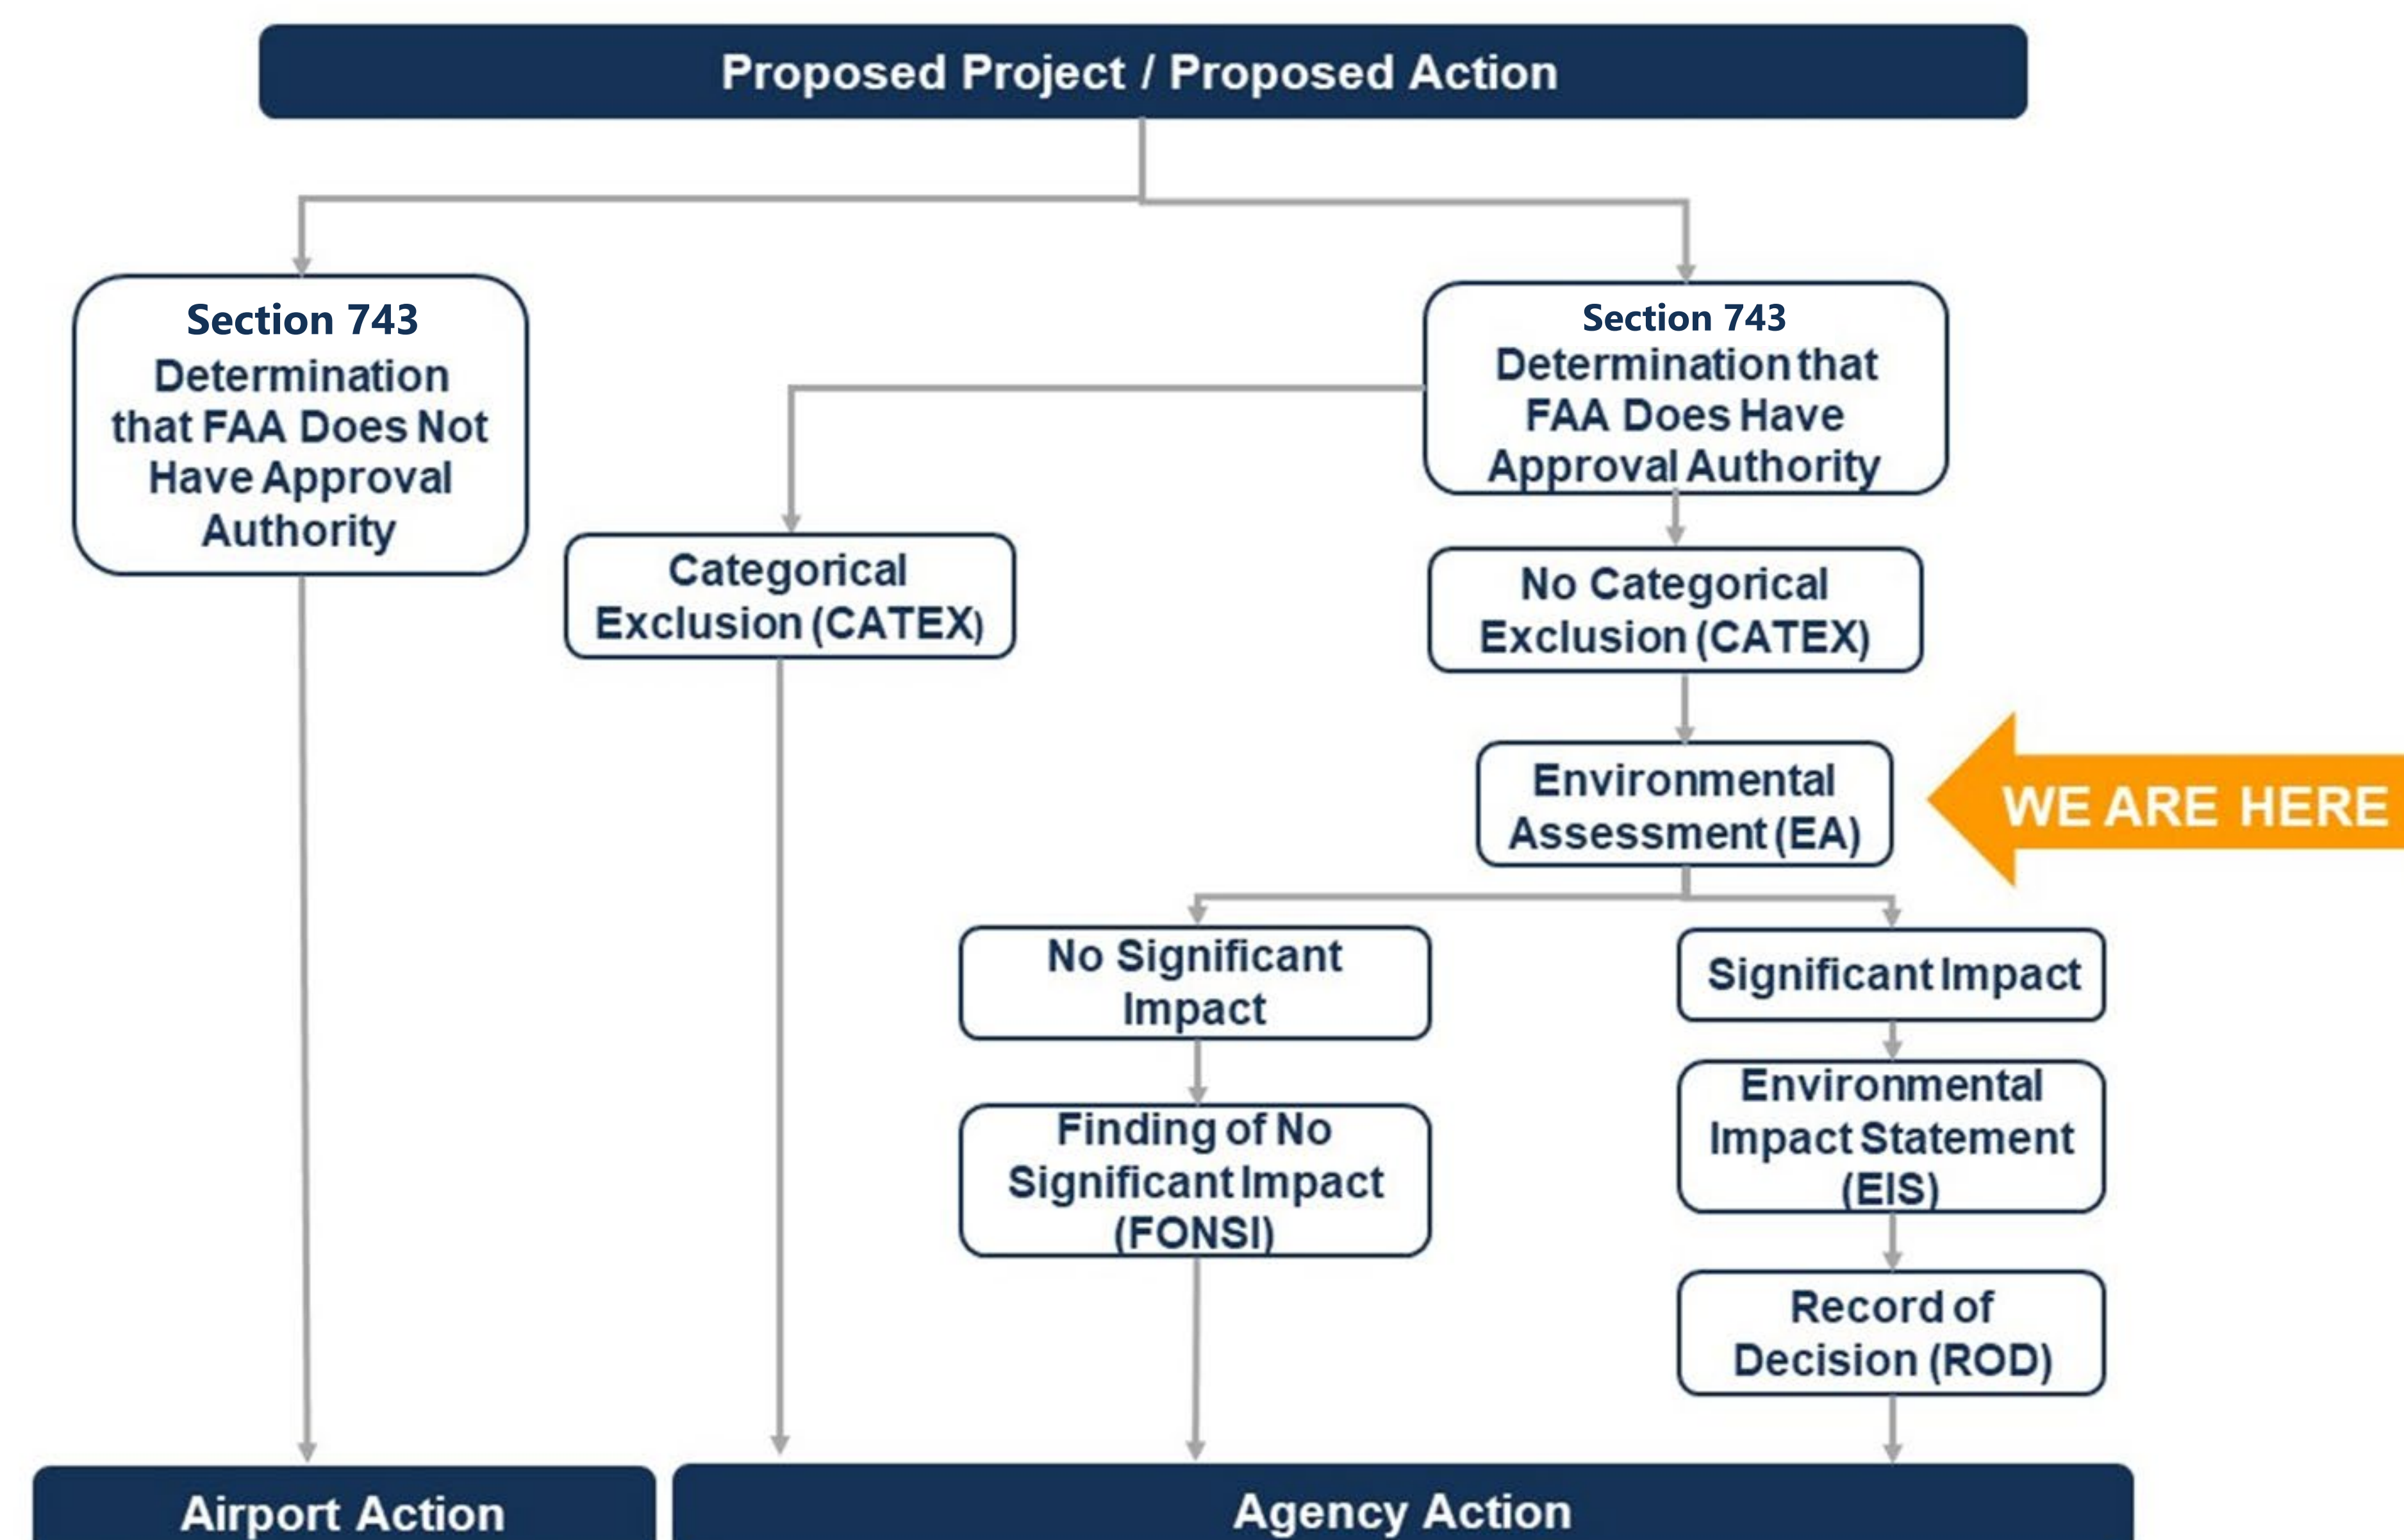 Proposed Project / Proposed Action
Section 743
Determination
that FAA Does Not
Have Approval
Authority
Section 743
Determination that
FAA Does Have
Approval Authority
Categorical
Exclusion (CATEX)
No Categorical
Exclusion (CATEX)
Environmental
Assessment (EA)
WE ARE HERE
No Significant
Impact
Significant Impact
Finding of No
Significant Impact
(FONSI)
Environmental
Impact Statement
(EIS)
Record of
Decision (ROD)
Airport Action
Agency Action